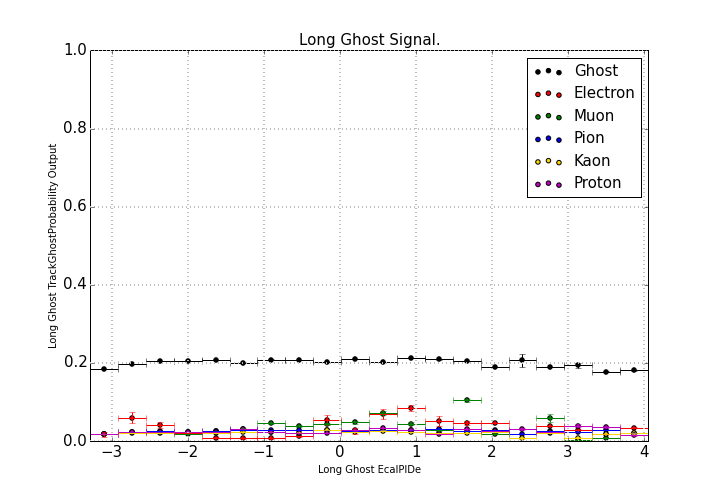 Long Ghost Signal.
1.0
0.8
0.6
0.4
0.2
0.0
Long Ghost TrackGhostProbability Output
Ghost
Electron
Muon
Pion
Kaon
Proton
−3 −2 −1 0 1 2 3 4
Long Ghost EcalPIDe